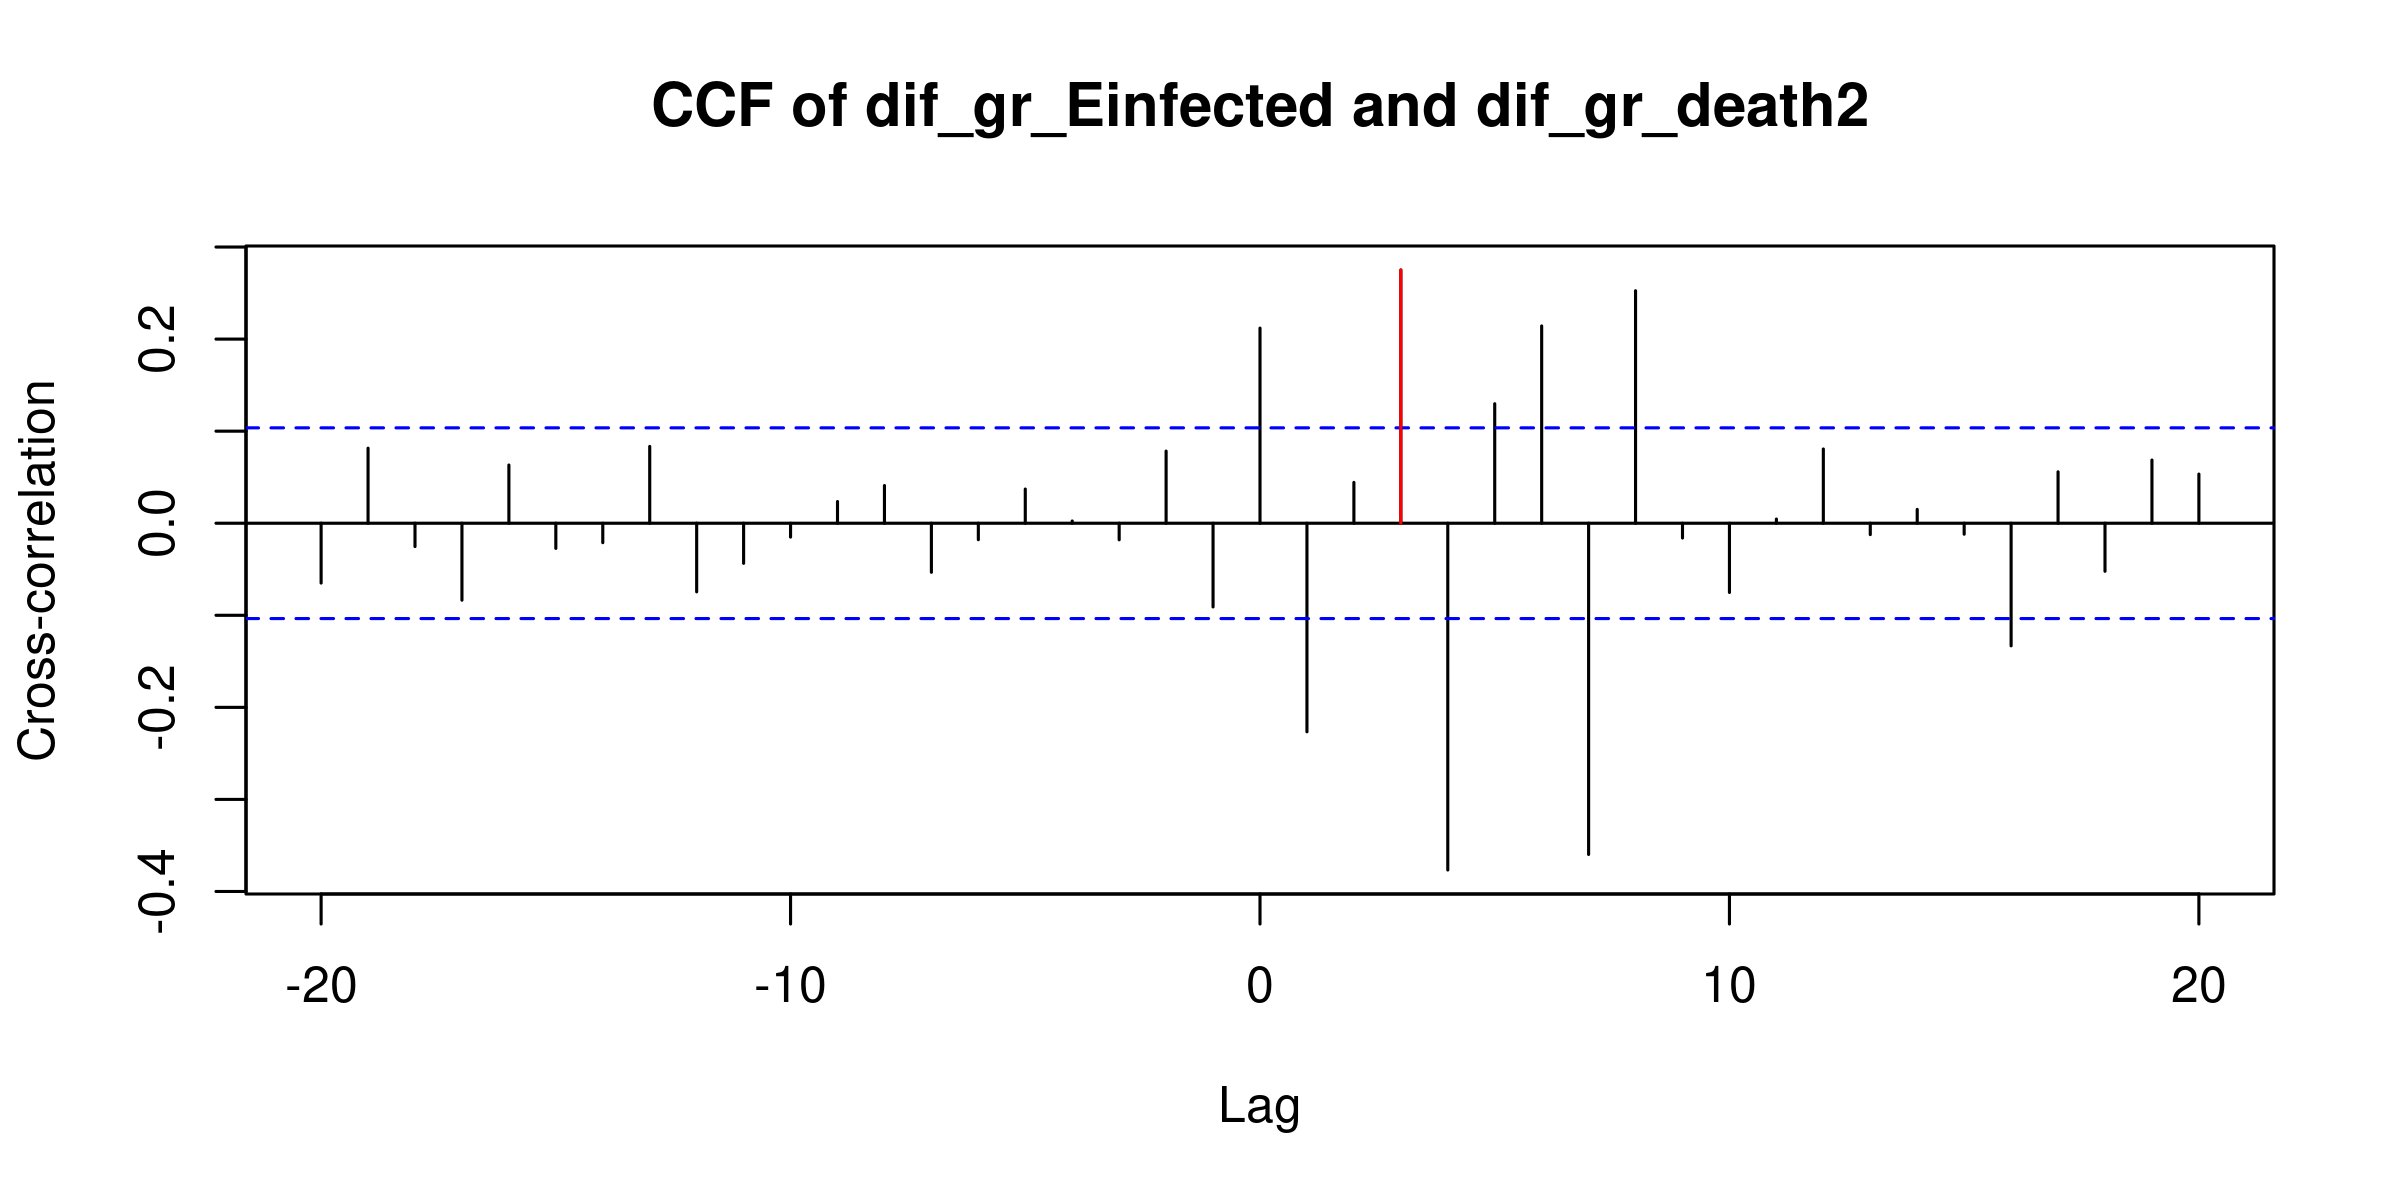 CCF of dif_gr_Einfected and dif_gr_death2
Cross-correlation
0.2
0.0
-0.2
-0.4
-20 -10 0 10 20
Lag